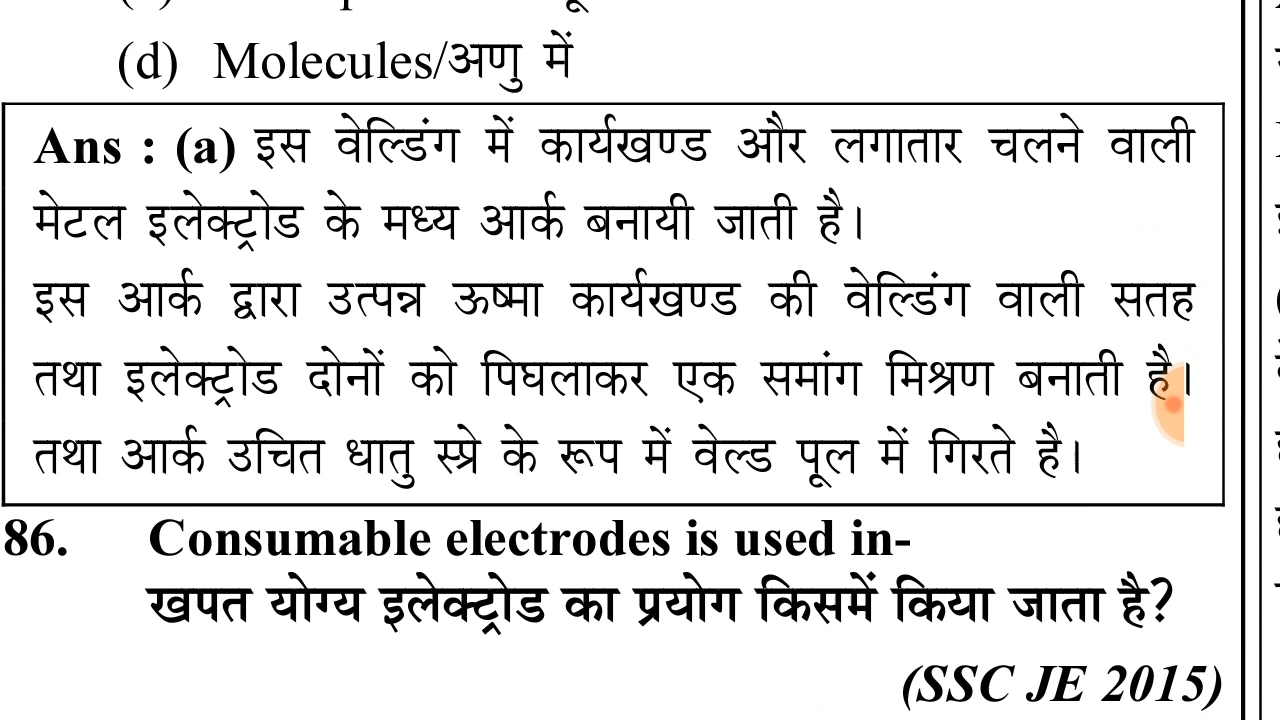 (d) Molecules/अणु में
Ans : (a) इस वेल्डिंग में कार्यखण्ड और लगातार चलने वाली
मेटल इलेक्ट्रोड के मध्य आर्क बनायी जाती है।
इस आर्क द्वारा उत्पन्न ऊष्मा कार्यखण्ड की वेल्डिंग वाली सतह
तथा इलेक्ट्रोड दोनों को पिघलाकर एक समांग मिश्रण बनाती है।
तथा आर्क उचित धातु स्प्रे के रूप में वेल्ड पूल में गिरते है।
86. Consumable electrodes is used in-
खपत योग्य इलेक्ट्रोड का प्रयोग किसमें किया जाता है?
(SSC JE 2015)